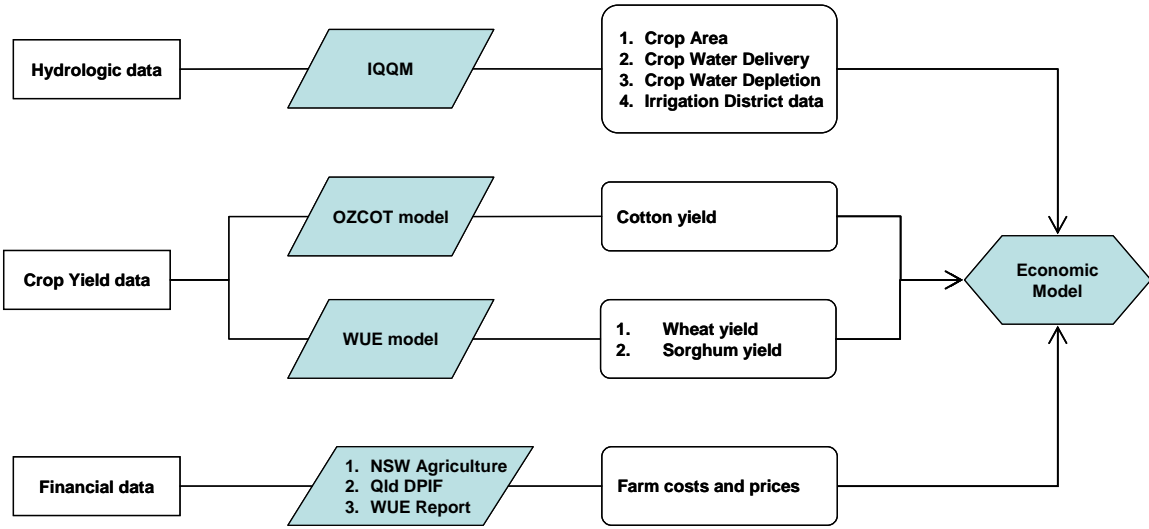 Hydrologic data
IQQM
1. Crop Area
2. Crop Water Delivery
3. Crop Water Depletion
4. Irrigation District data
Crop Yield data
OZCOT model
Cotton yield
WUE model
1. Wheat yield
2. Sorghum yield
Economic
Model
Financial data
1. NSW Agriculture
2. Qld DPIF
3. WUE Report
Farm costs and prices